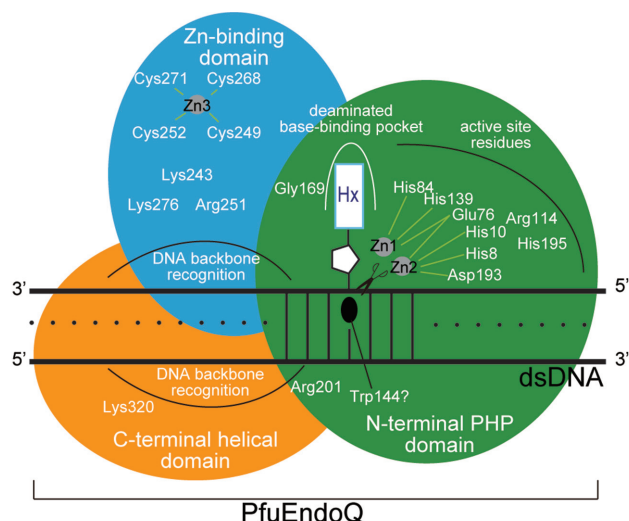 Zn-binding
domain
Cys271
Cys268
Zn3
Cys252
Cys249
Lys243
Lys276
Arg251
DNA backbone
recognition
deaminated
base-binding pocket
active site
residues
Gly169
Hx
His84
His139
Glu76
His10
Arg114
His8
His195
Asp193
Zn1
Zn2
3'
5'
5'
3'
dsDNA
DNA backbone
recognition
Arg201
Trp144?
Lys320
C-terminal helical
domain
N-terminal PHP
domain
PfuEndoQ